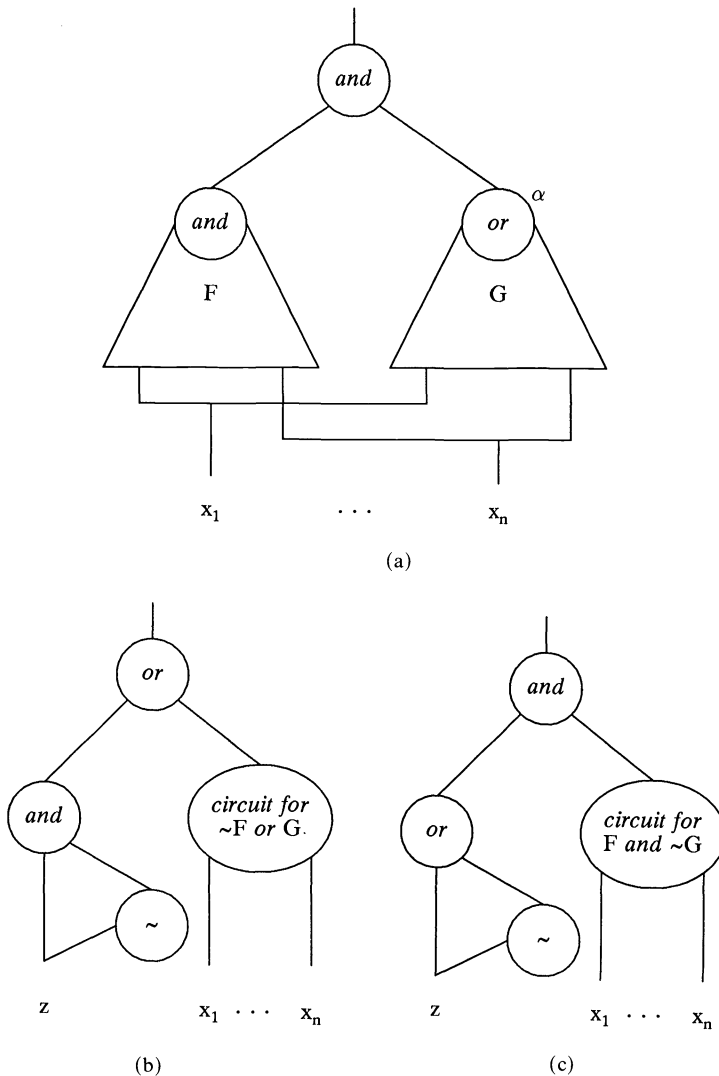 and
and
or
α
F
G
x₁ · · · xₙ
(a)
or
and
circuit for
~F or G.
~
z
x₁ · · · xₙ
(b)
and
or
circuit for
F and ~G
~
z
x₁ · · · xₙ
(c)